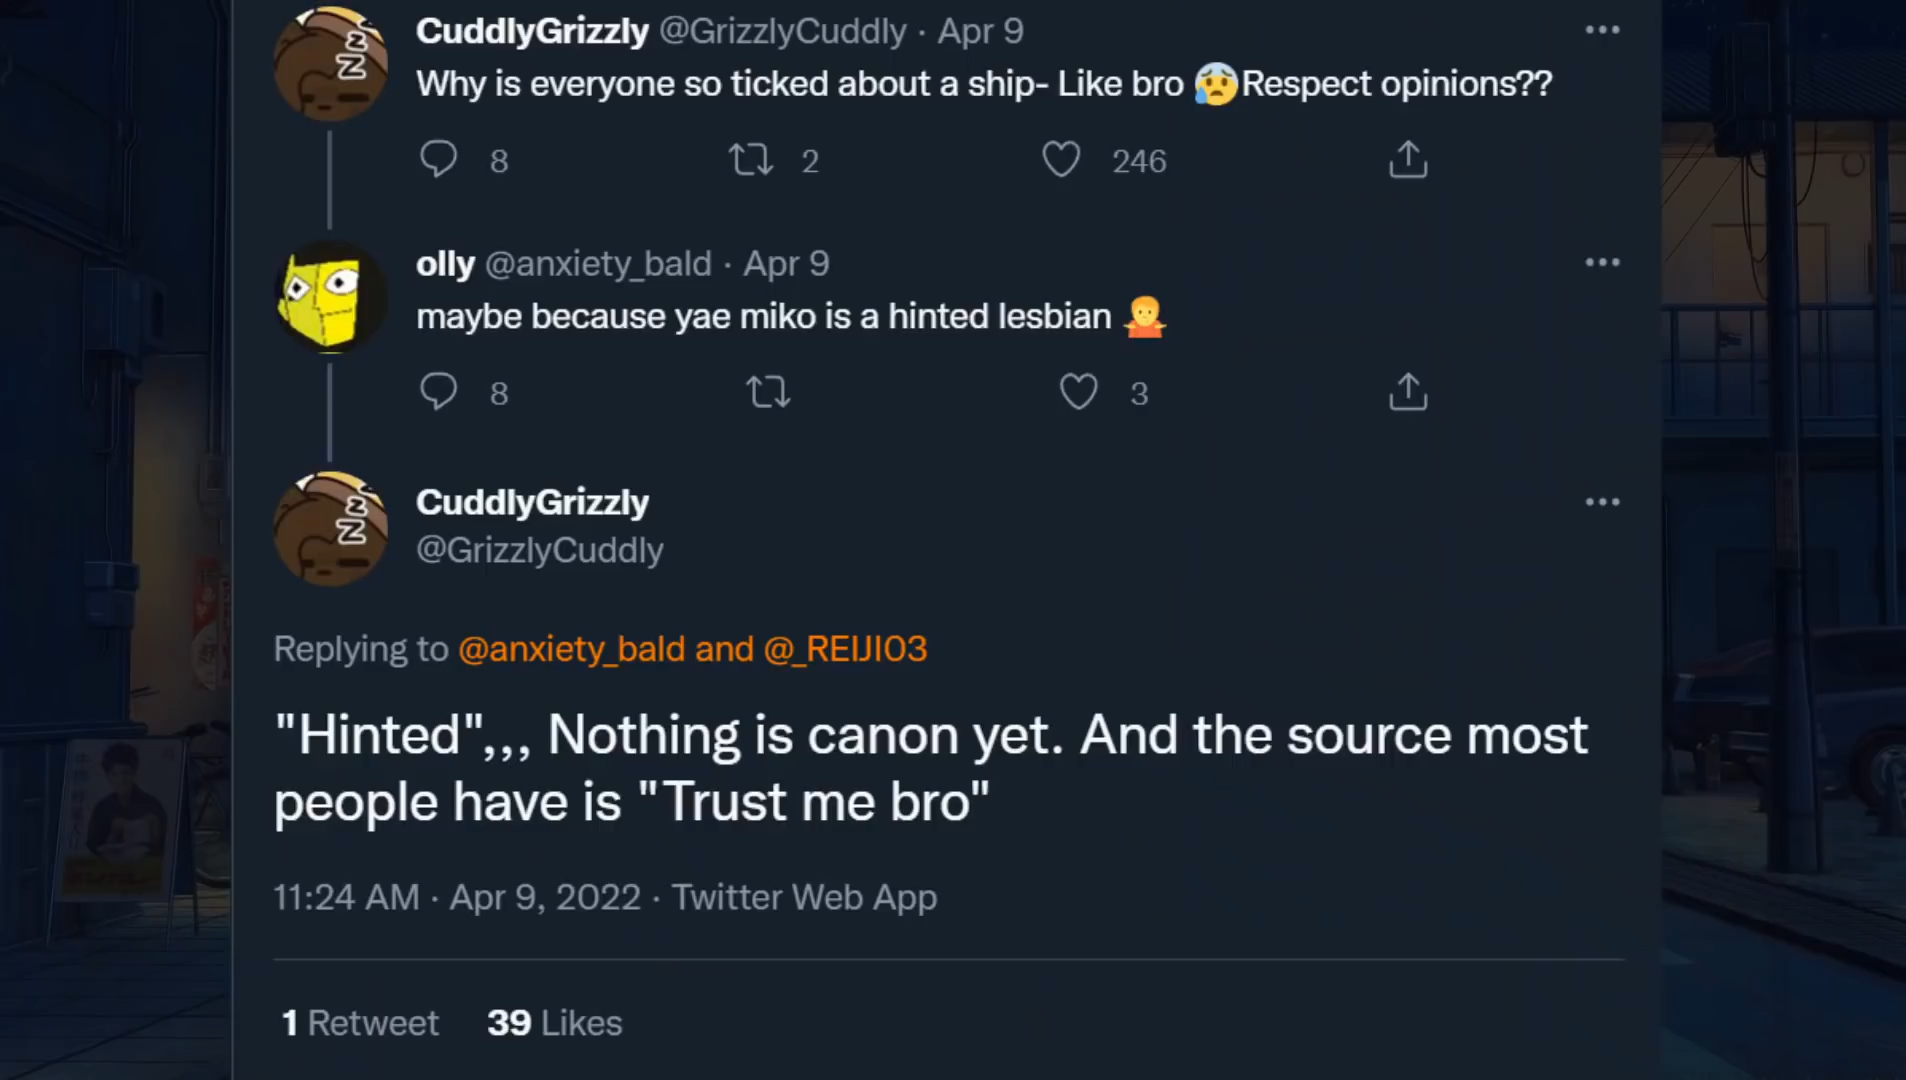 CuddlyGrizzly @GrizzlyCuddly · Apr 9
Why is everyone so ticked about a ship- Like bro 😰Respect opinions??
8 2 246
olly @anxiety_bald · Apr 9
maybe because yae miko is a hinted lesbian 🤷
8 3
CuddlyGrizzly
@GrizzlyCuddly
Replying to @anxiety_bald and @_REIJI03
"Hinted",,, Nothing is canon yet. And the source most
people have is "Trust me bro"
11:24 AM · Apr 9, 2022 · Twitter Web App
1 Retweet 39 Likes